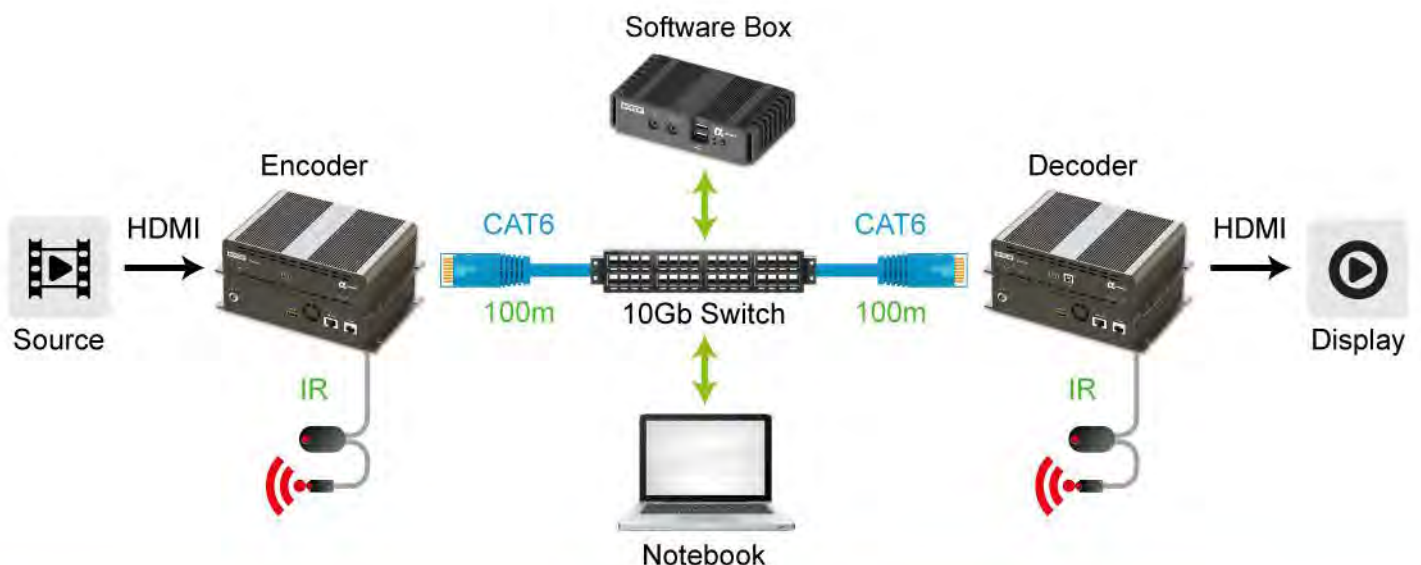 Software Box
Encoder
Decoder
HDMI
CAT6
CAT6
HDMI
100m
10Gb Switch
100m
Source
Display
IR
IR
Notebook